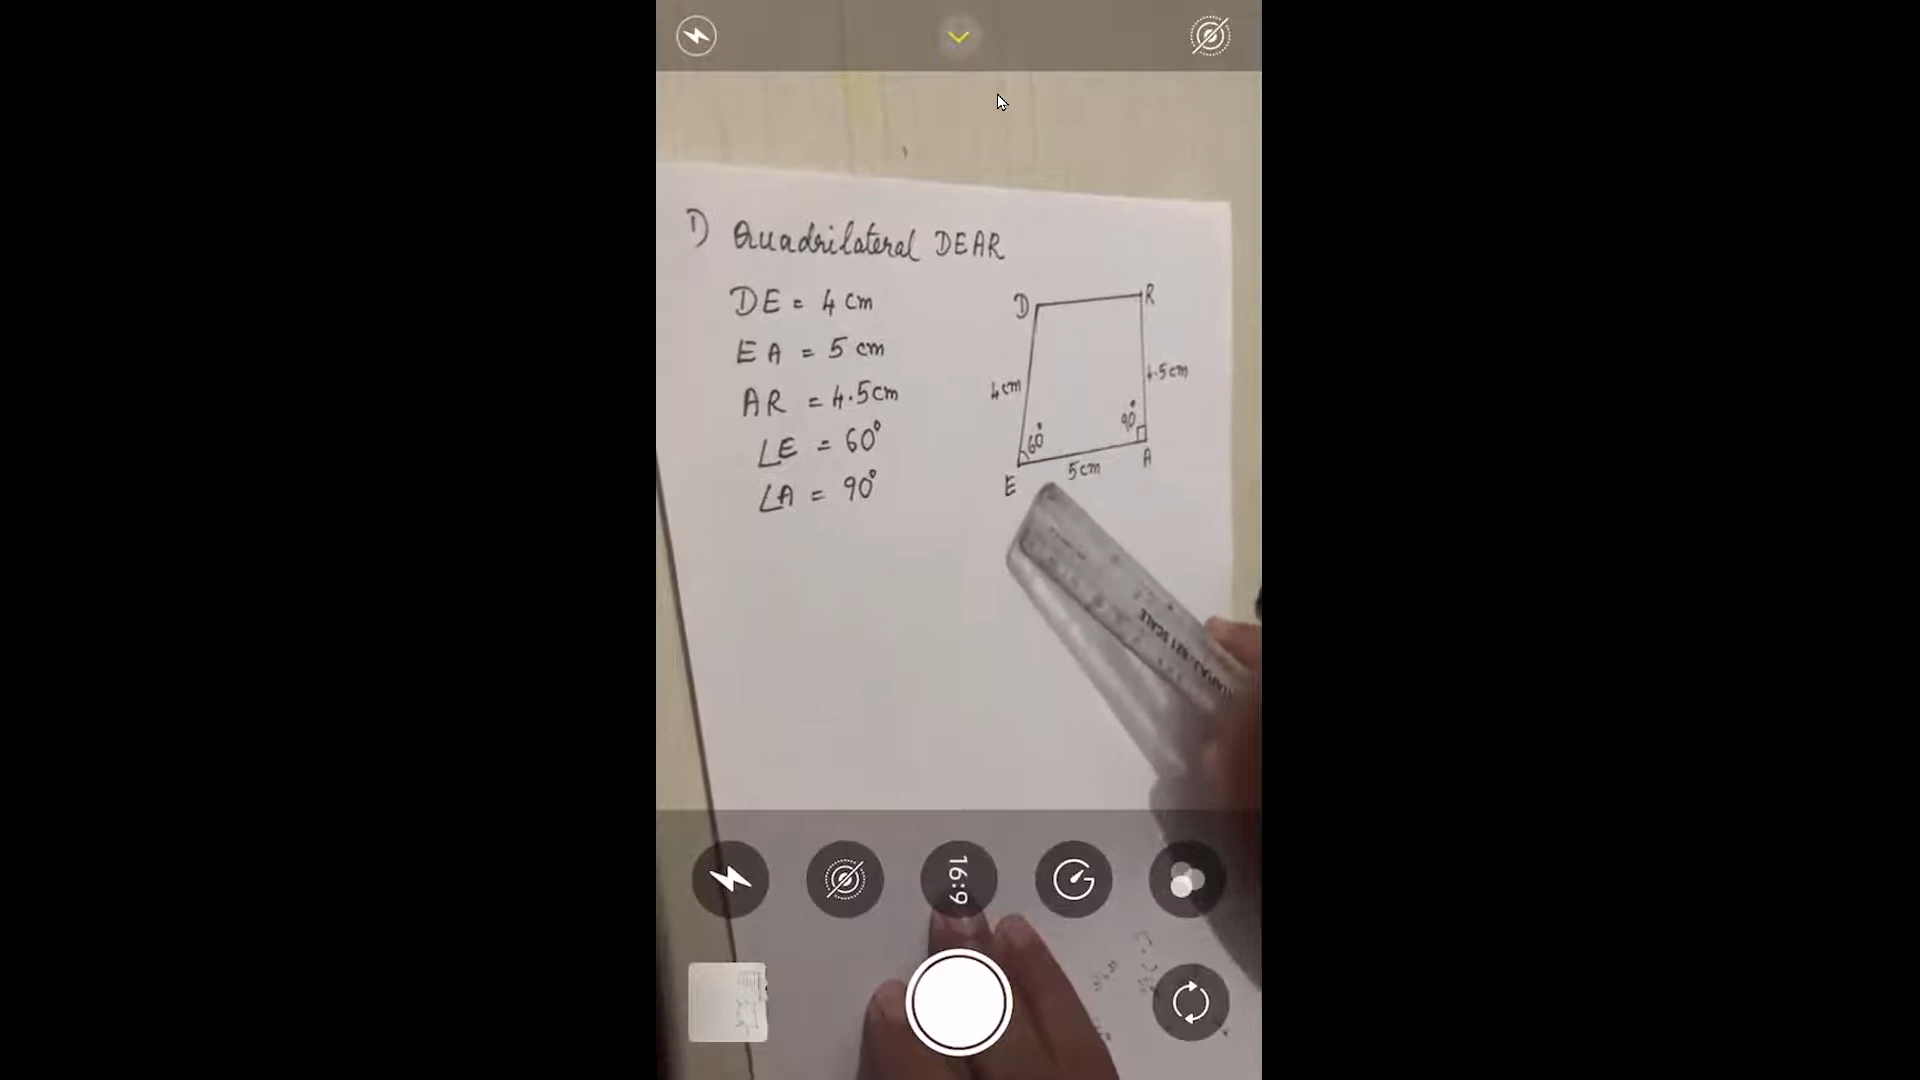 1) Quadrilateral DEAR
DE = 4 cm
EA = 5 cm
AR = 4.5cm
∠E = 60°
∠A = 90°
D
R
4cm
4.5cm
60°
90°
5cm
E
A
SCALE
16:9